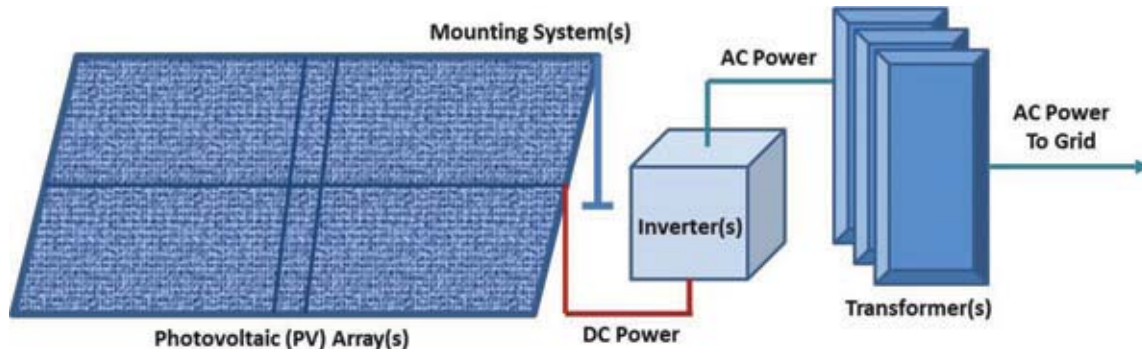 Mounting System(s)
AC Power
AC Power
To Grid
Inverter(s)
Photovoltaic (PV) Array(s)
DC Power
Transformer(s)